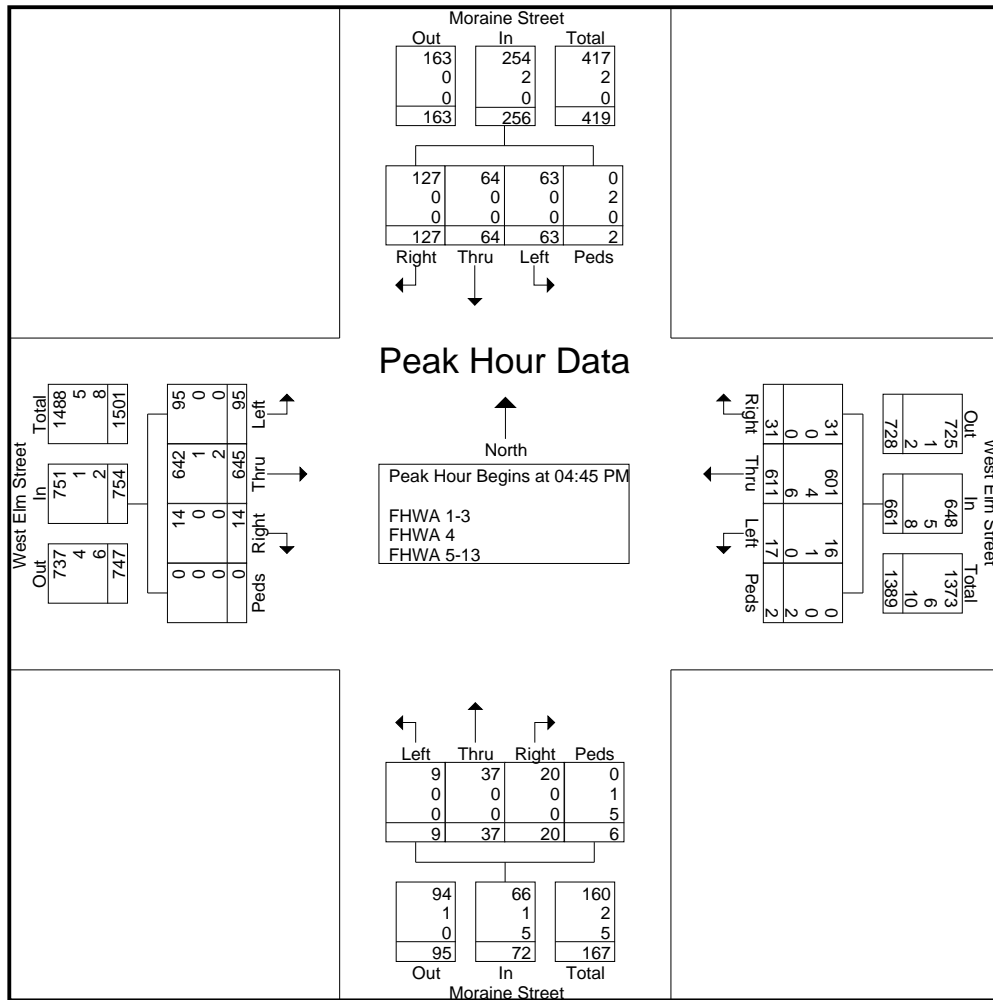 Moraine Street
Out In Total
163 254 417
0 2 2
0 0 0
163 256 419
127 64 63 0
0 0 0 2
0 0 0 0
127 64 63 2
Right Thru Left Peds
Peak Hour Data
North
Peak Hour Begins at 04:45 PM
FHWA 1-3
FHWA 4
FHWA 5-13
West Elm Street
Out In Total
737 751 1488
4 1 5
6 2 8
747 754 1501
0 14 642 95
0 0 1 0
0 0 2 0
0 14 645 95
Peds Right Thru Left
West Elm Street
Out In Total
725 648 1373
1 5 6
2 8 10
728 661 1389
31 601 16 0
0 4 1 0
0 6 0 2
31 611 17 2
Right Thru Left Peds
Left Thru Right Peds
9 37 20 0
0 0 0 1
0 0 0 5
9 37 20 6
94 66 160
1 1 2
0 5 5
95 72 167
Out In Total
Moraine Street